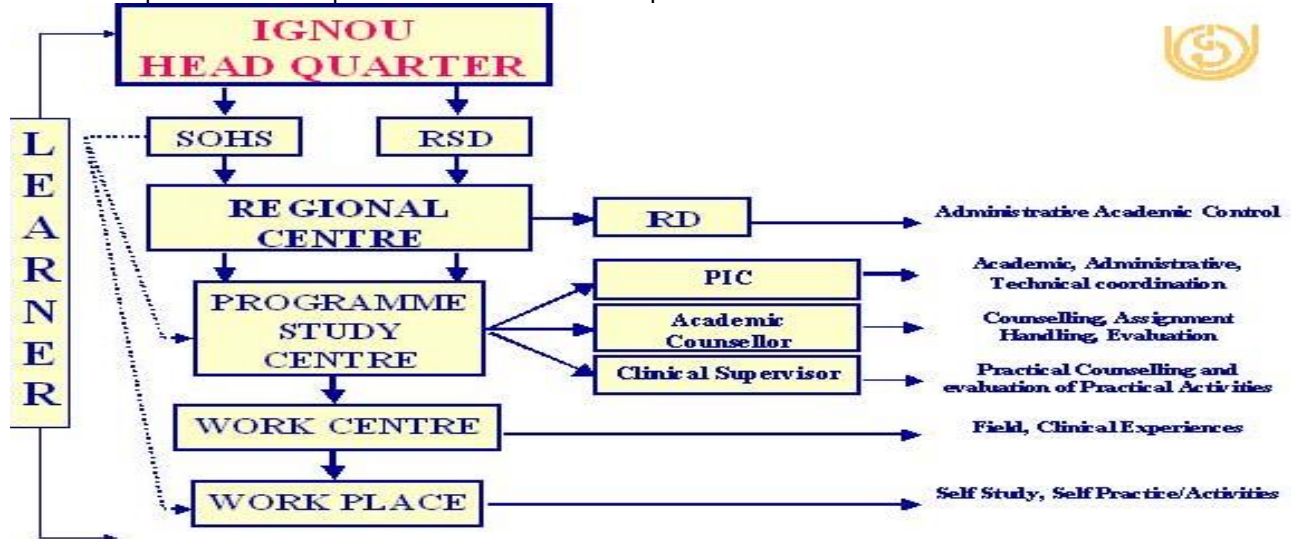 IGNOU
HEAD QUARTER
SOHS
RSD
LEARNER
REGIONAL
CENTRE
RD
Administrative Academic Control
PROGRAMME
STUDY
CENTRE
PIC
Academic, Administrative,
Technical coordination
Academic
Counsellor
Counselling, Assignment
Handling, Evaluation
Clinical Supervisor
Practical Counselling and
evaluation of Practical Activities
WORK CENTRE
Field, Clinical Experiences
WORK PLACE
Self Study, Self Practice/Activities